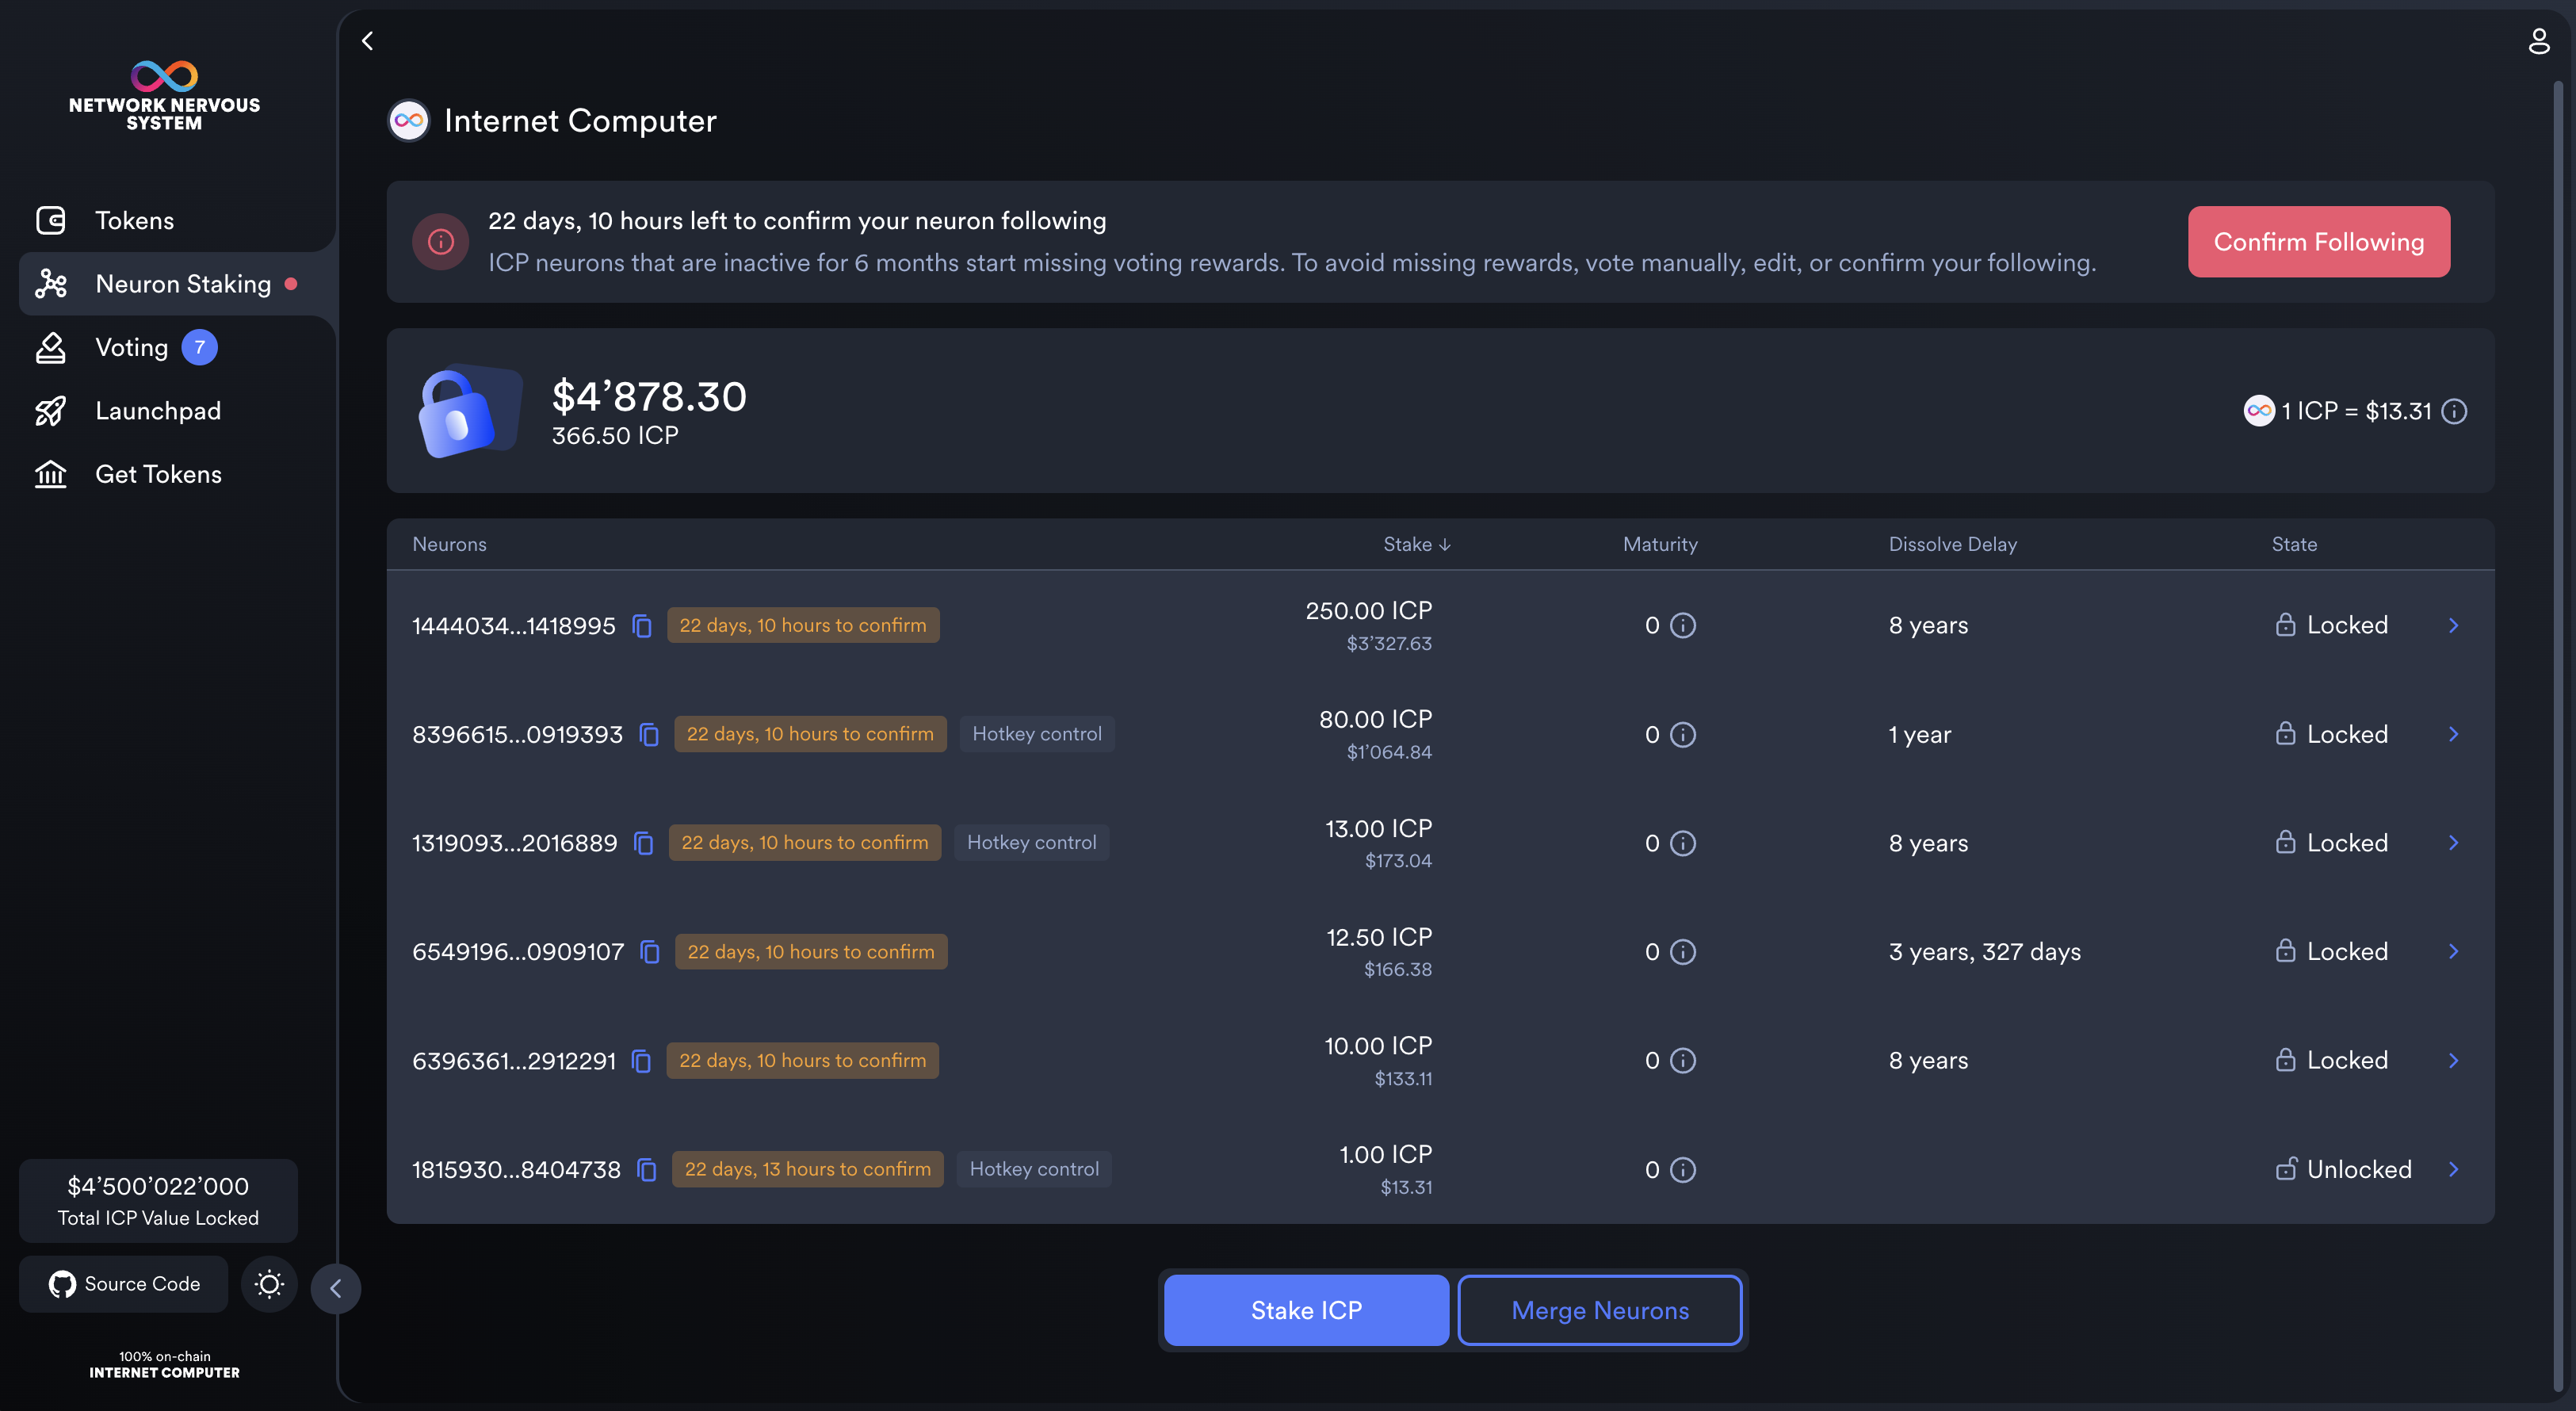 NETWORK NERVOUS
SYSTEM
Tokens
Neuron Staking
Voting 7
Launchpad
Get Tokens
$4’500’022’000
Total ICP Value Locked
Source Code
100% on-chain
INTERNET COMPUTER
Internet Computer
22 days, 10 hours left to confirm your neuron following
ICP neurons that are inactive for 6 months start missing voting rewards. To avoid missing rewards, vote manually, edit, or confirm your following.
Confirm Following
$4’878.30
366.50 ICP
1 ICP = $13.31
Neurons Stake ↓ Maturity Dissolve Delay State
1444034...1418995 22 days, 10 hours to confirm 250.00 ICP 0 8 years Locked
$3’327.63
8396615...0919393 22 days, 10 hours to confirm Hotkey control 80.00 ICP 0 1 year Locked
$1’064.84
1319093...2016889 22 days, 10 hours to confirm Hotkey control 13.00 ICP 0 8 years Locked
$173.04
6549196...0909107 22 days, 10 hours to confirm 12.50 ICP 0 3 years, 327 days Locked
$166.38
6396361...2912291 22 days, 10 hours to confirm 10.00 ICP 0 8 years Locked
$133.11
1815930...8404738 22 days, 13 hours to confirm Hotkey control 1.00 ICP 0 Unlocked
$13.31
Stake ICP
Merge Neurons